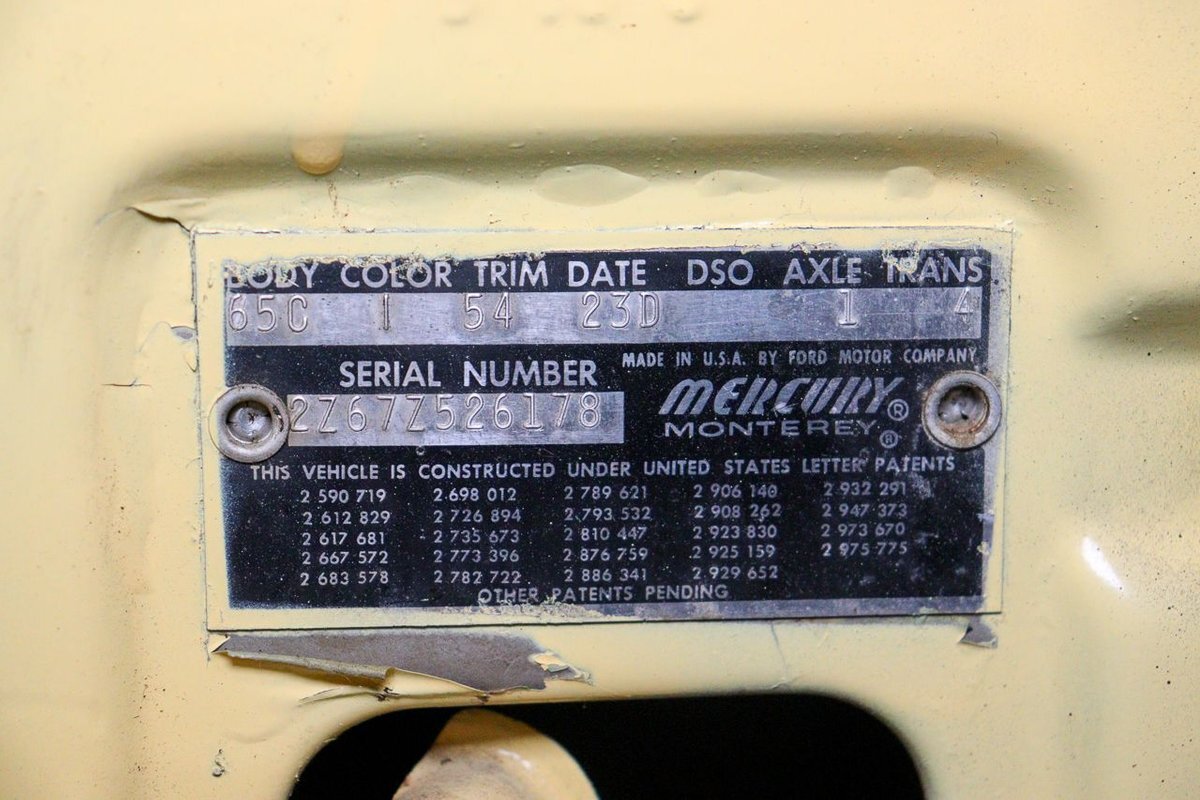 BODY COLOR TRIM DATE DSO AXLE TRANS
65C I 54 23D 1 4
MADE IN U.S.A. BY FORD MOTOR COMPANY
SERIAL NUMBER
2Z67Z526178
MERCURY®
MONTEREY®
THIS VEHICLE IS CONSTRUCTED UNDER UNITED STATES LETTER PATENTS
2 590 719 2 698 012 2 789 621 2 906 140 2 932 291
2 612 829 2 726 894 2 793 532 2 908 262 2 947 373
2 617 681 2 735 673 2 810 447 2 923 830 2 973 670
2 667 572 2 773 396 2 876 759 2 925 159 2 975 775
2 683 578 2 782 722 2 886 341 2 929 652
OTHER PATENTS PENDING